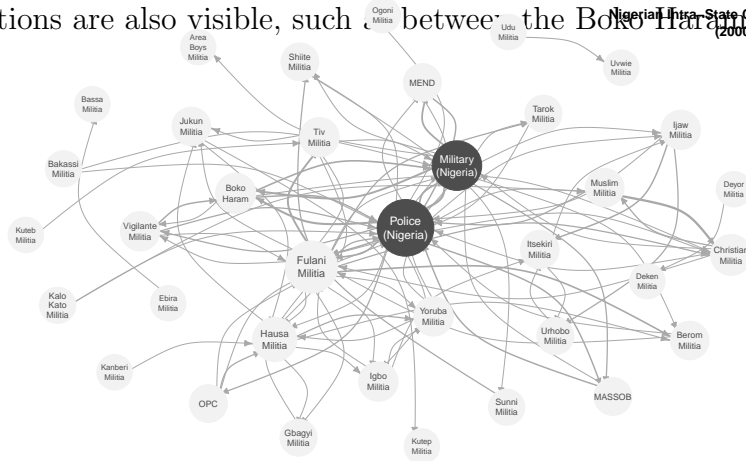 tions are also visible, such as between the Boko Haram
Nigerian Intra-State
(2000
Ogoni
Militia
Udu
Militia
Area
Boys
Militia
Shiite
Militia
Uvwie
Militia
MEND
Bassa
Militia
Tarok
Militia
Jukun
Militia
Tiv
Militia
Ijaw
Militia
Military
(Nigeria)
Bakassi
Militia
Boko
Haram
Muslim
Militia
Deyor
Militia
Police
(Nigeria)
Vigilante
Militia
Kuteb
Militia
Itsekiri
Militia
Christian
Militia
Fulani
Militia
Deken
Militia
Kalo
Kato
Militia
Ebira
Militia
Yoruba
Militia
Hausa
Militia
Urhobo
Militia
Berom
Militia
Kanberi
Militia
Igbo
Militia
OPC
Sunni
Militia
MASSOB
Gbagyi
Militia
Kutep
Militia